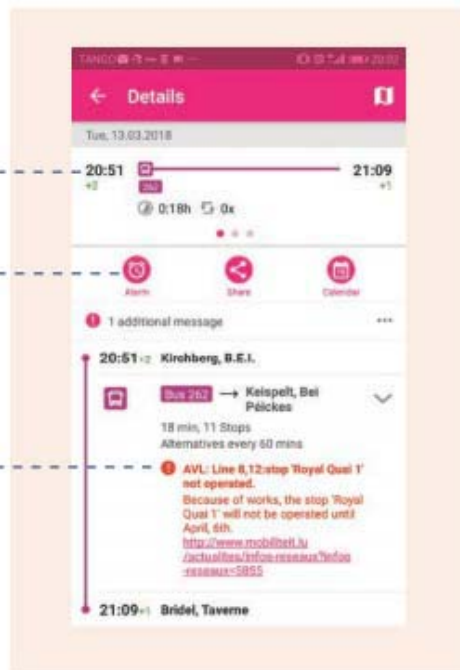 TANGO
20:02
Details
Tue, 13.03.2018
20:51 21:09
+2 262 +1
0:18h 0x
Alarm Share Calendar
1 additional message
20:51 +2 Kirchberg, B.E.I.
Bus 262 → Keispelt, Bei
Péickes
18 min, 11 Stops
Alternatives every 60 mins
AVL: Line 8,12:stop 'Royal Quai 1'
not operated.
Because of works, the stop 'Royal
Quai 1' will not be operated until
April, 6th.
http://www.mobiliteit.lu
/actualites/infos-reseaux?infos
-reseaux=5855
21:09 +1 Bridel, Taverne